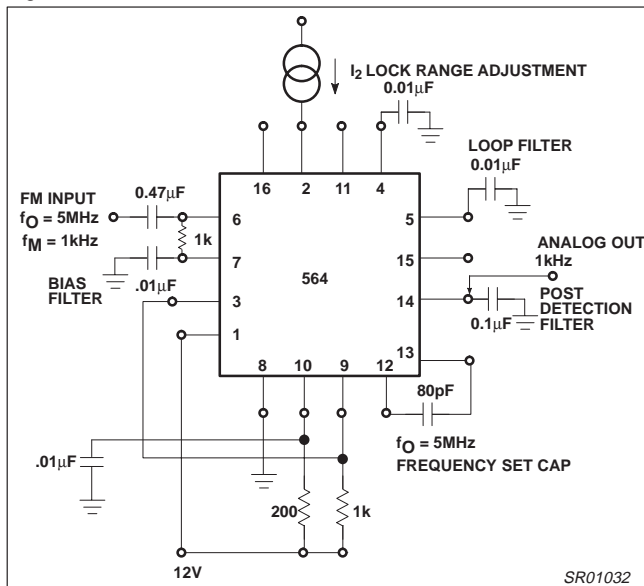 I2 LOCK RANGE ADJUSTMENT
0.01µF
LOOP FILTER
0.01µF
16
2
11
4
FM INPUT
fO = 5MHz
fM = 1kHz
0.47µF
1k
6
7
3
1
5
15
14
13
564
ANALOG OUT
1kHz
BIAS
FILTER
.01µF
POST
DETECTION
FILTER
0.1µF
8
10
9
12
80pF
fO = 5MHz
FREQUENCY SET CAP
.01µF
200
1k
12V
SR01032